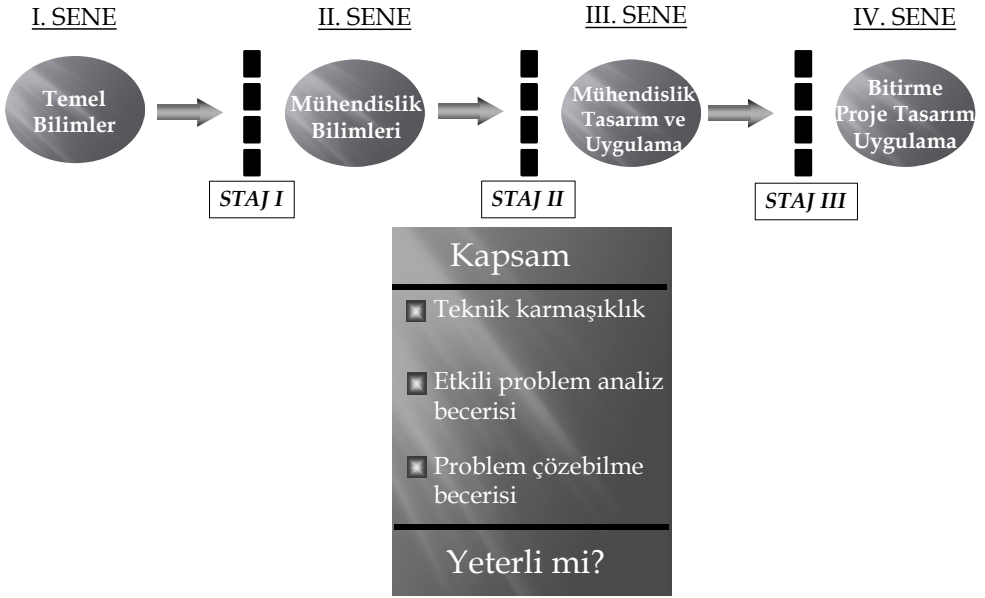 I. SENE
II. SENE
III. SENE
IV. SENE
Temel
Bilimler
Mühendislik
Bilimleri
Mühendislik
Tasarım ve
Uygulama
Bitirme
Proje Tasarım
Uygulama
STAJ I
STAJ II
STAJ III
Kapsam
Teknik karmaşıklık
Etkili problem analiz
becerisi
Problem çözebilme
becerisi
Yeterli mi?